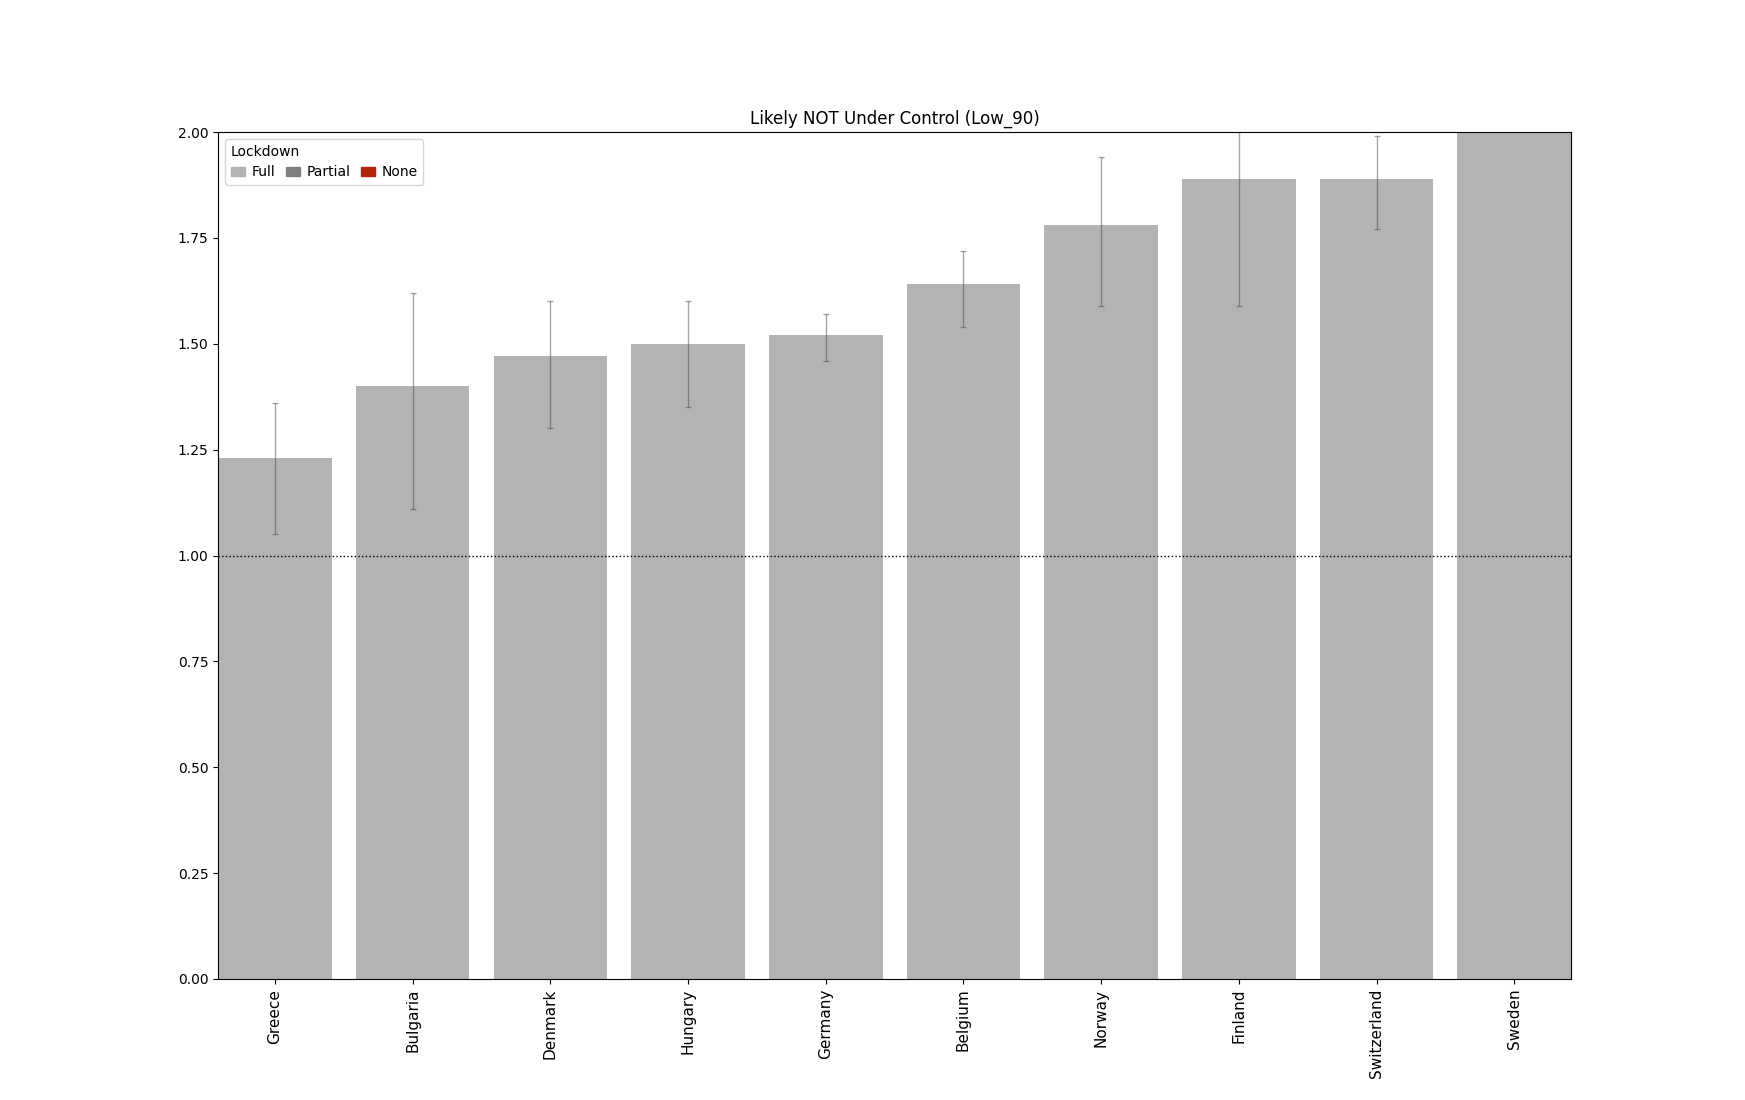 Likely NOT Under Control (Low_90)
Lockdown
Full Partial None
2.00
1.75
1.50
1.25
1.00
0.75
0.50
0.25
0.00
Greece
Bulgaria
Denmark
Hungary
Germany
Belgium
Norway
Finland
Switzerland
Sweden